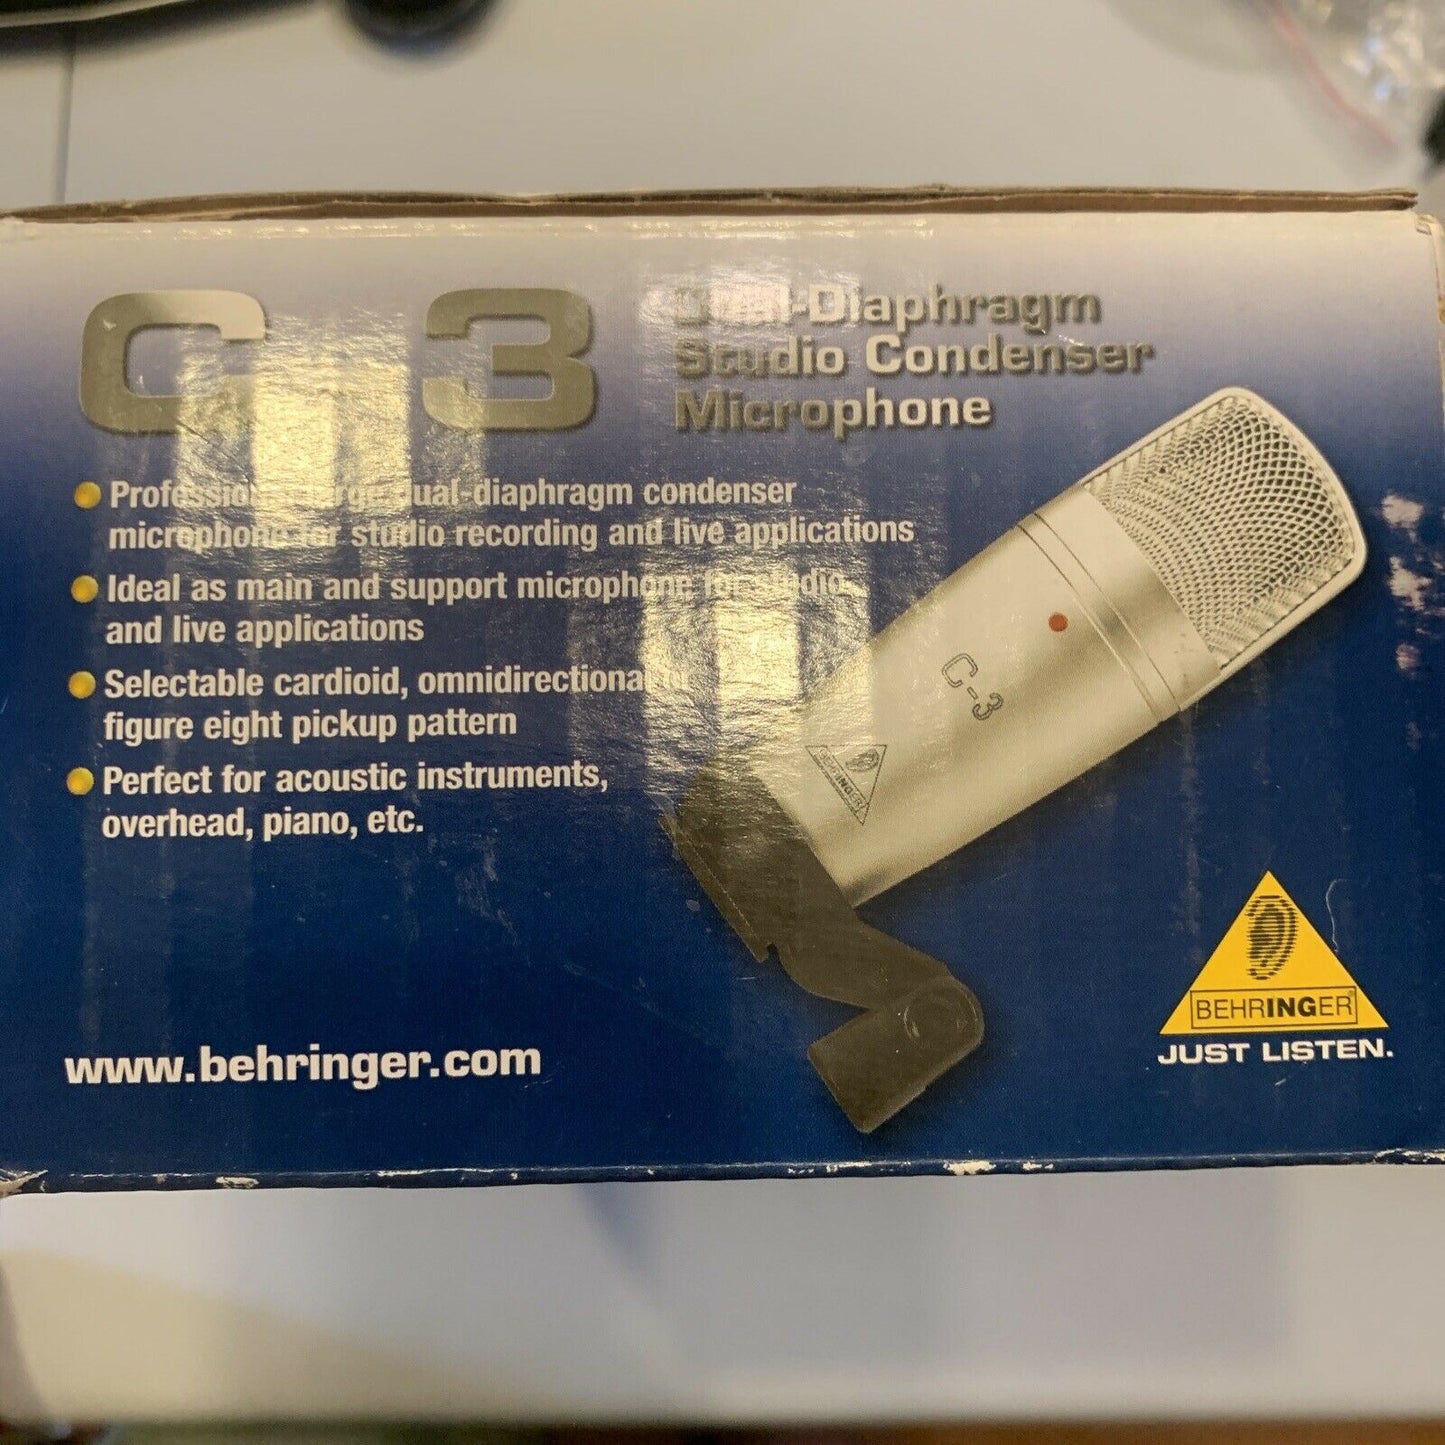 C-3
Dual-Diaphragm
Studio Condenser
Microphone
Professional large dual-diaphragm condenser
microphone for studio recording and live applications
Ideal as main and support microphone for studio
and live applications
Selectable cardioid, omnidirectional or
figure eight pickup pattern
Perfect for acoustic instruments,
overhead, piano, etc.
C-3
BEHRINGER
www.behringer.com
BEHRINGER
JUST LISTEN.